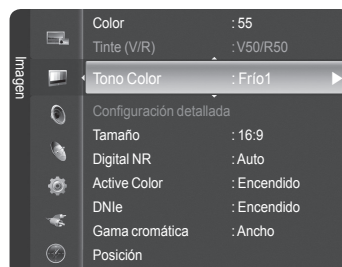 Imagen
Color : 55
Tinte (V/R) : V50/R50
Tono Color : Frío1
Configuración detallada
Tamaño : 16:9
Digital NR : Auto
Active Color : Encendido
DNIe : Encendido
Gama cromática : Ancho
Posición